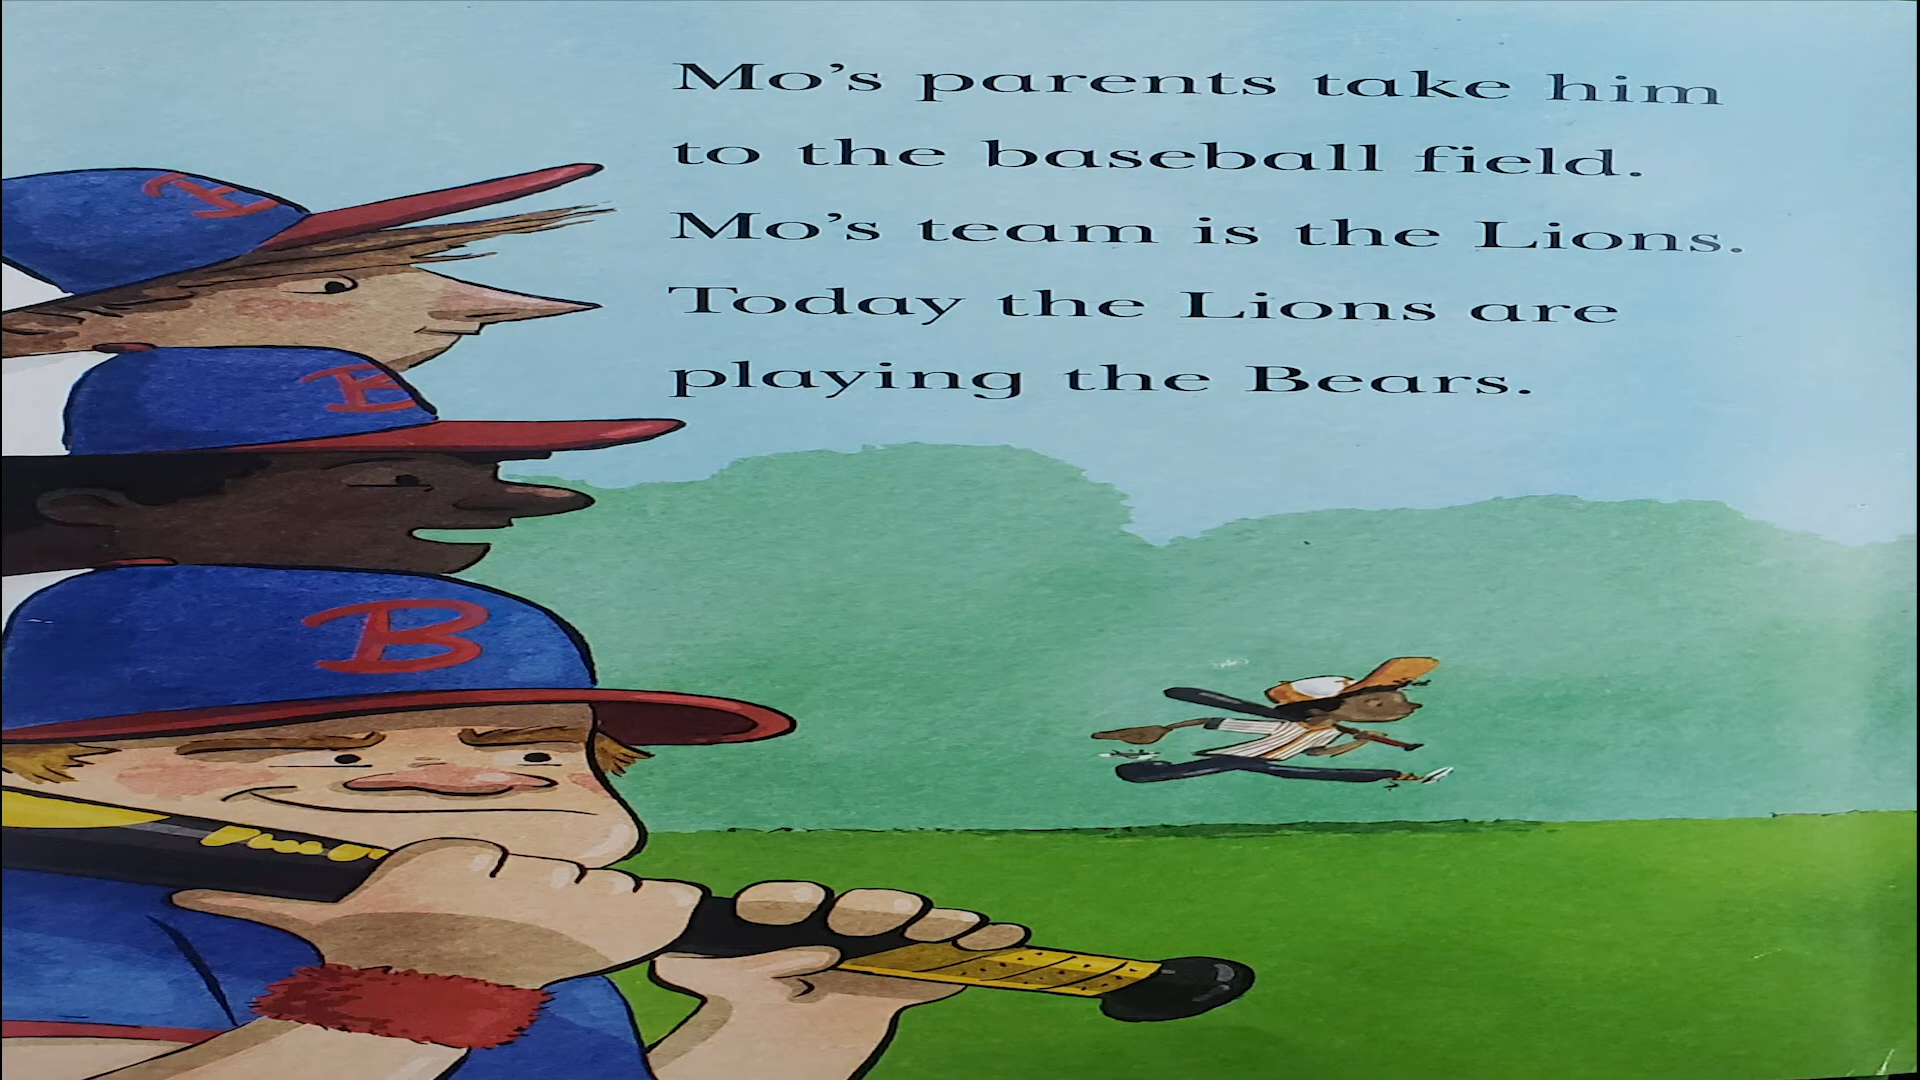 Mo's parents take him
to the baseball field.
Mo's team is the Lions.
Today the Lions are
playing the Bears.
B
B
B